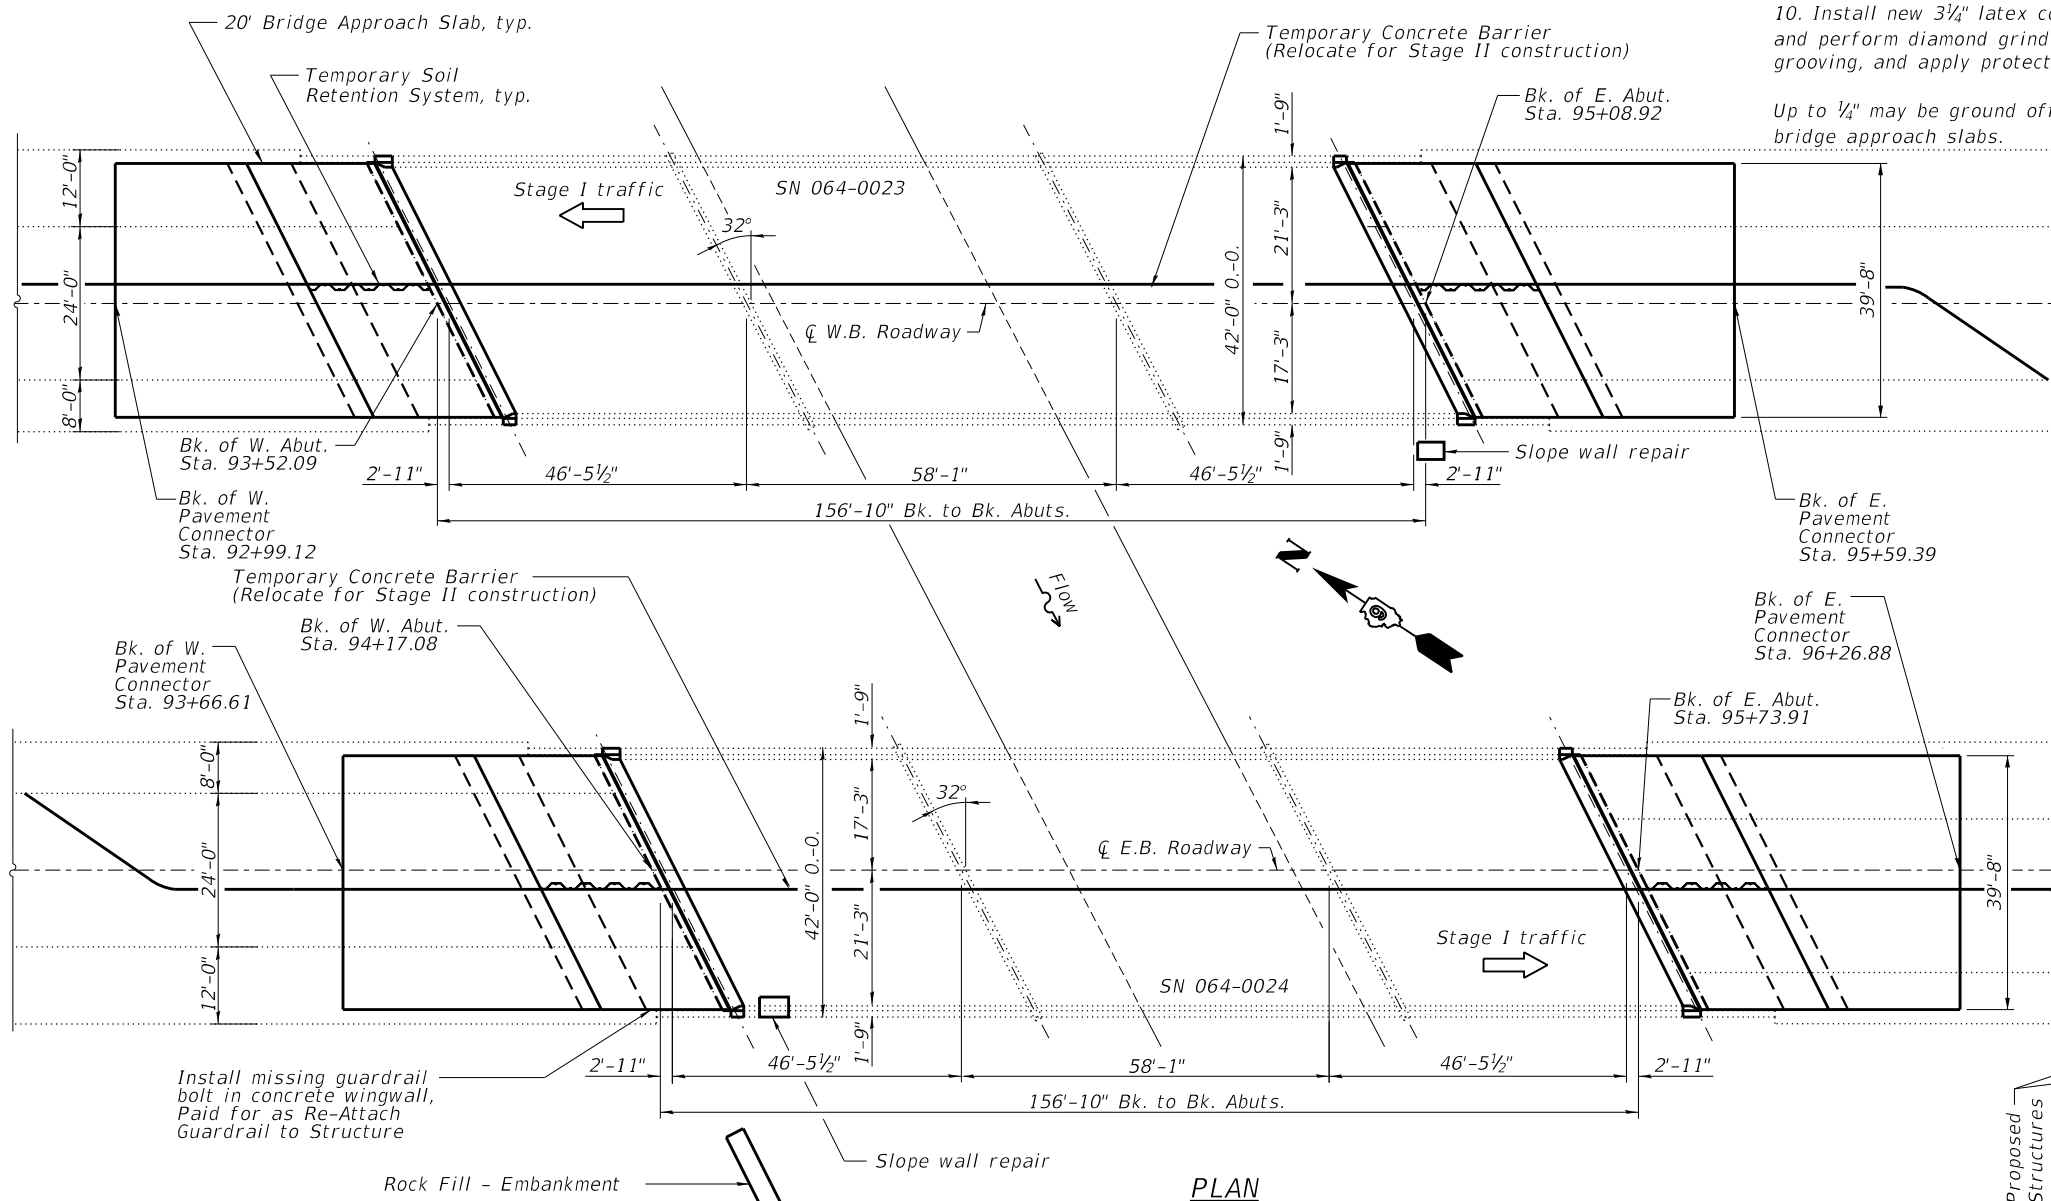 20' Bridge Approach Slab, typ.
Temporary Soil
Retention System, typ.
Temporary Concrete Barrier
(Relocate for Stage II construction)
Bk. of E. Abut.
Sta. 95+08.92
10. Install new 3¼" latex
and perform diamond grind
grooving, and apply protect
Up to ¼" may be ground off
bridge approach slabs.
12'-0"
24'-0"
8'-0"
Stage I traffic
SN 064-0023
32°
℄ W.B. Roadway
1'-9"
21'-3"
42'-0" O.-O.
17'-3"
1'-9"
39'-8"
Bk. of W. Abut.
Sta. 93+52.09
Slope wall repair
2'-11"
46'-5½"
58'-1"
46'-5½"
2'-11"
156'-10" Bk. to Bk. Abuts.
Bk. of W.
Pavement
Connector
Sta. 92+99.12
Bk. of E.
Pavement
Connector
Sta. 95+59.39
Temporary Concrete Barrier
(Relocate for Stage II construction)
Flow
N
Bk. of W. Abut.
Sta. 94+17.08
Bk. of W.
Pavement
Connector
Sta. 93+66.61
Bk. of E.
Pavement
Connector
Sta. 96+26.88
Bk. of E. Abut.
Sta. 95+73.91
8'-0"
24'-0"
12'-0"
1'-9"
17'-3"
42'-0" O.-O.
21'-3"
1'-9"
32°
℄ E.B. Roadway
39'-8"
Stage I traffic
SN 064-0024
2'-11"
46'-5½"
58'-1"
46'-5½"
2'-11"
156'-10" Bk. to Bk. Abuts.
Install missing guardrail
bolt in concrete wingwall,
Paid for as Re-Attach
Guardrail to Structure
Slope wall repair
Rock Fill - Embankment
PLAN
Proposed
Structures